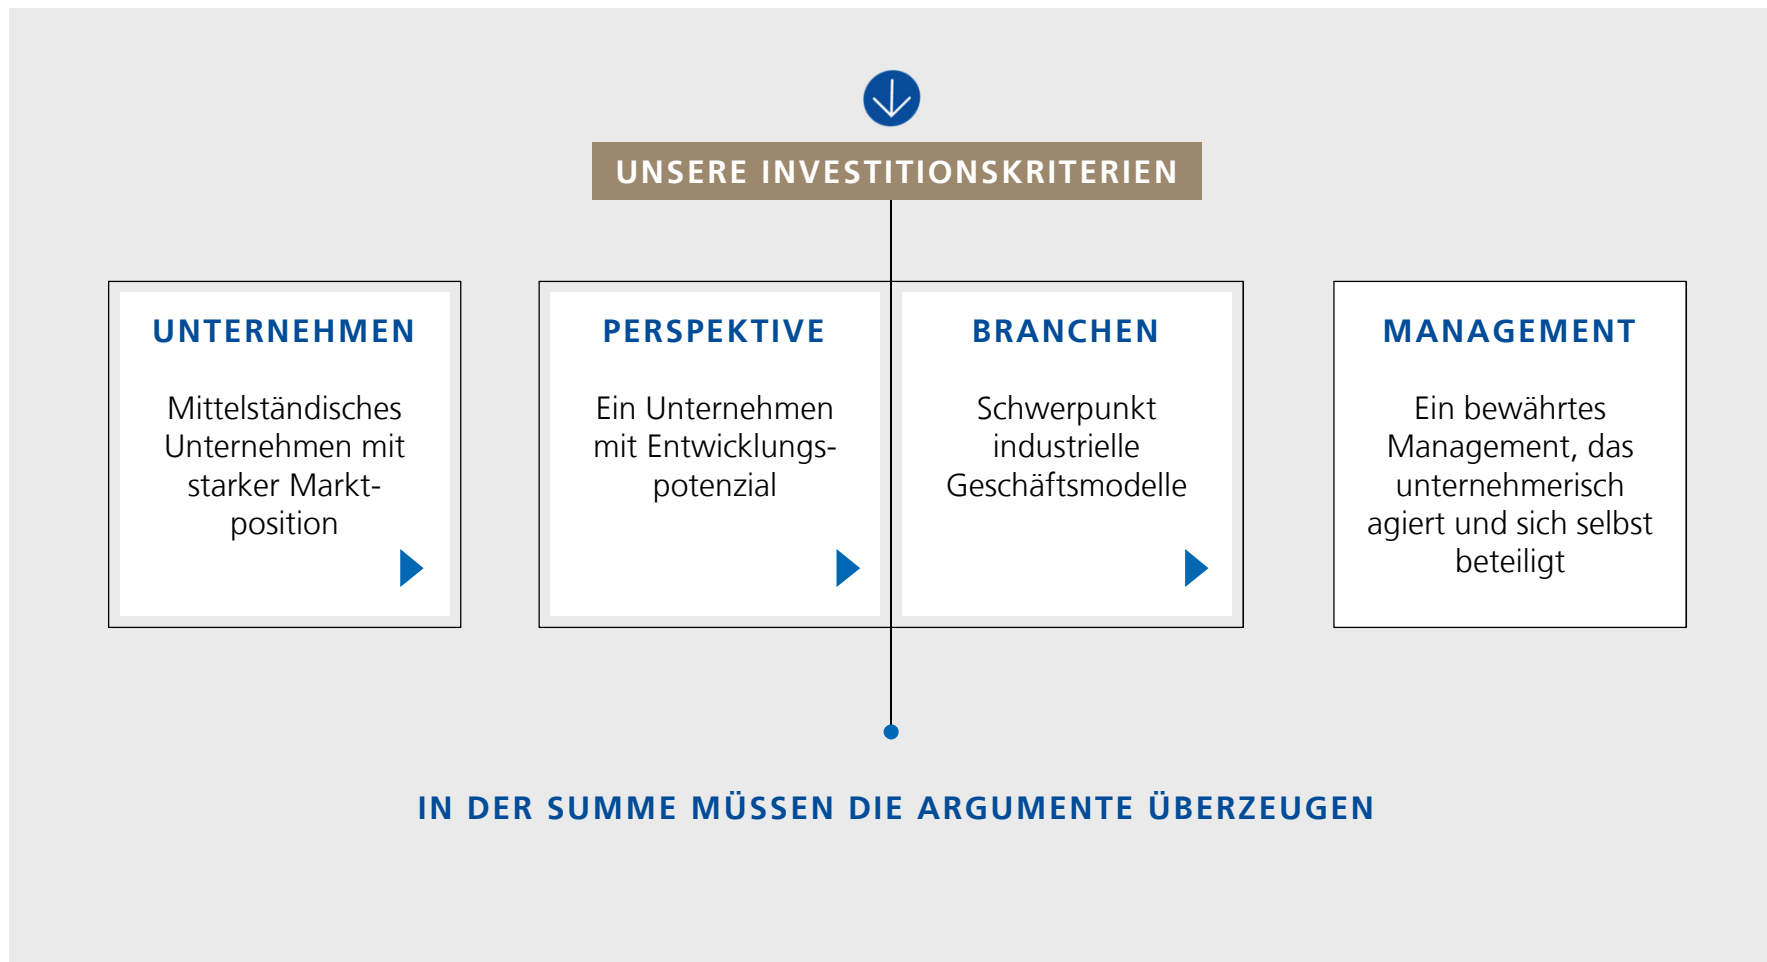 UNSERE INVESTITIONSKRITERIEN
UNTERNEHMEN
Mittelständisches
Unternehmen mit
starker Markt-
position
PERSPEKTIVE
Ein Unternehmen
mit Entwicklungs-
potenzial
BRANCHEN
Schwerpunkt
industrielle
Geschäftsmodelle
MANAGEMENT
Ein bewährtes
Management, das
unternehmerisch
agiert und sich selbst
beteiligt
IN DER SUMME MÜSSEN DIE ARGUMENTE ÜBERZEUGEN